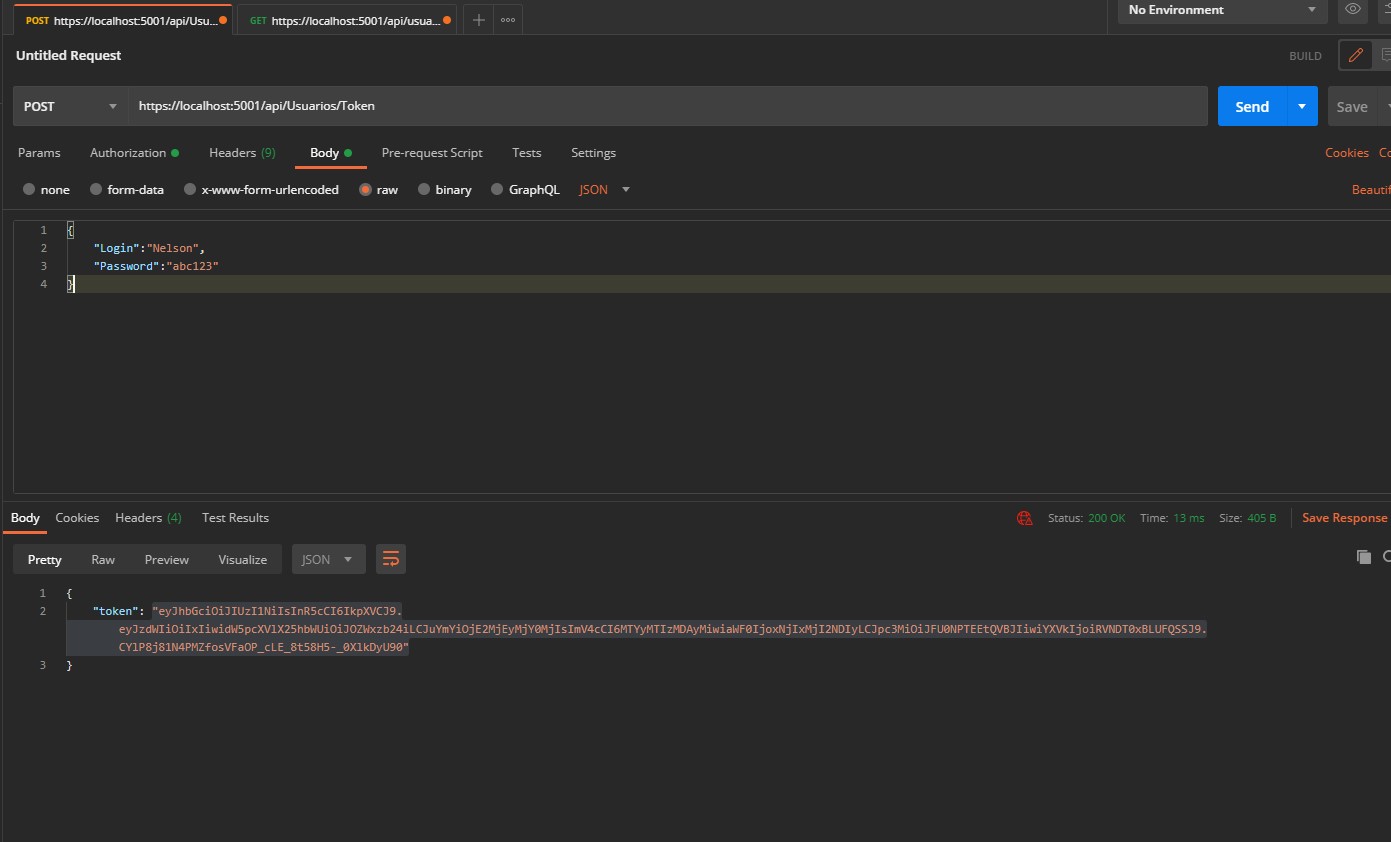 POST https://localhost:5001/api/Usu... GET https://localhost:5001/api/usua... No Environment
Untitled Request BUILD
POST https://localhost:5001/api/Usuarios/Token Send Save
Params Authorization Headers (9) Body Pre-request Script Tests Settings Cookies
none form-data x-www-form-urlencoded raw binary GraphQL JSON Beautif
1 {
2 "Login":"Nelson",
3 "Password":"abc123"
4 }
Body Cookies Headers (4) Test Results Status: 200 OK Time: 13 ms Size: 405 B Save Response
Pretty Raw Preview Visualize JSON
1 {
2 "token": "eyJhbGciOiJIUzI1NiIsInR5cCI6IkpXVCJ9.
eyJzdWIiOiIxIiwidW5pcXVlX25hbWUiOiJOZWxzb24iLCJuYmYiOjE2MjEyMjY0MjIsImV4cCI6MTYyMTIzMDAyMiwiaWF0IjoxNjIxMjI2NDIyLCJpc3MiOiJFU0NPTEEtQVBJIiwiYXVkIjoiRVNDT0xBLUFQSSJ9.
CY1P8j81N4PMZfosVFaOP_cLE_8t58H5-_0X1kDyU90"
3 }